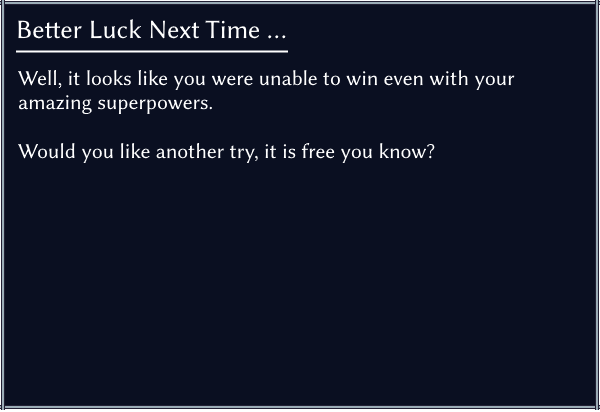 Better Luck Next Time ...
Well, it looks like you were unable to win even with your
amazing superpowers.
Would you like another try, it is free you know?